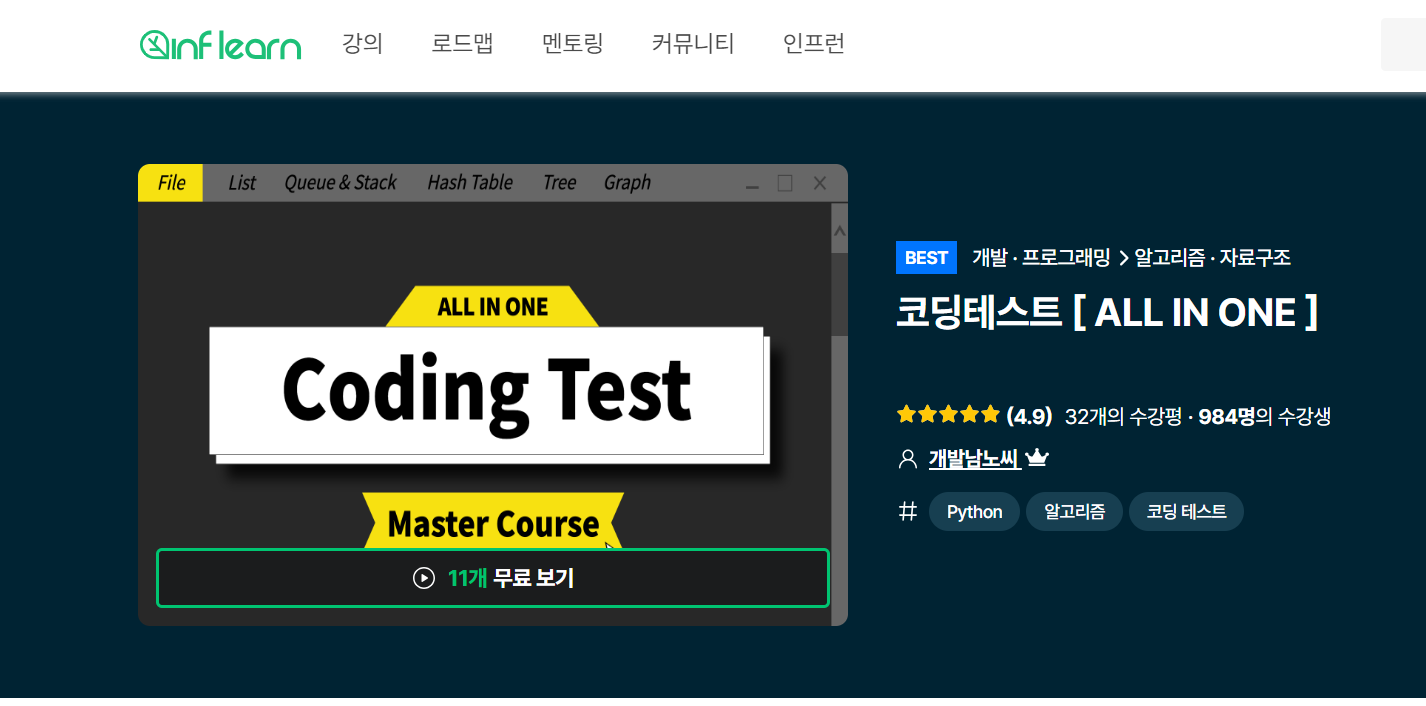 inflearn 강의 로드맵 멘토링 커뮤니티 인프런
File List Queue & Stack Hash Table Tree Graph
ALL IN ONE
Coding Test
Master Course
11개 무료 보기
BEST 개발 · 프로그래밍 > 알고리즘 · 자료구조
코딩테스트 [ ALL IN ONE ]
(4.9) 32개의 수강평 · 984명의 수강생
개발남노씨
# Python 알고리즘 코딩 테스트